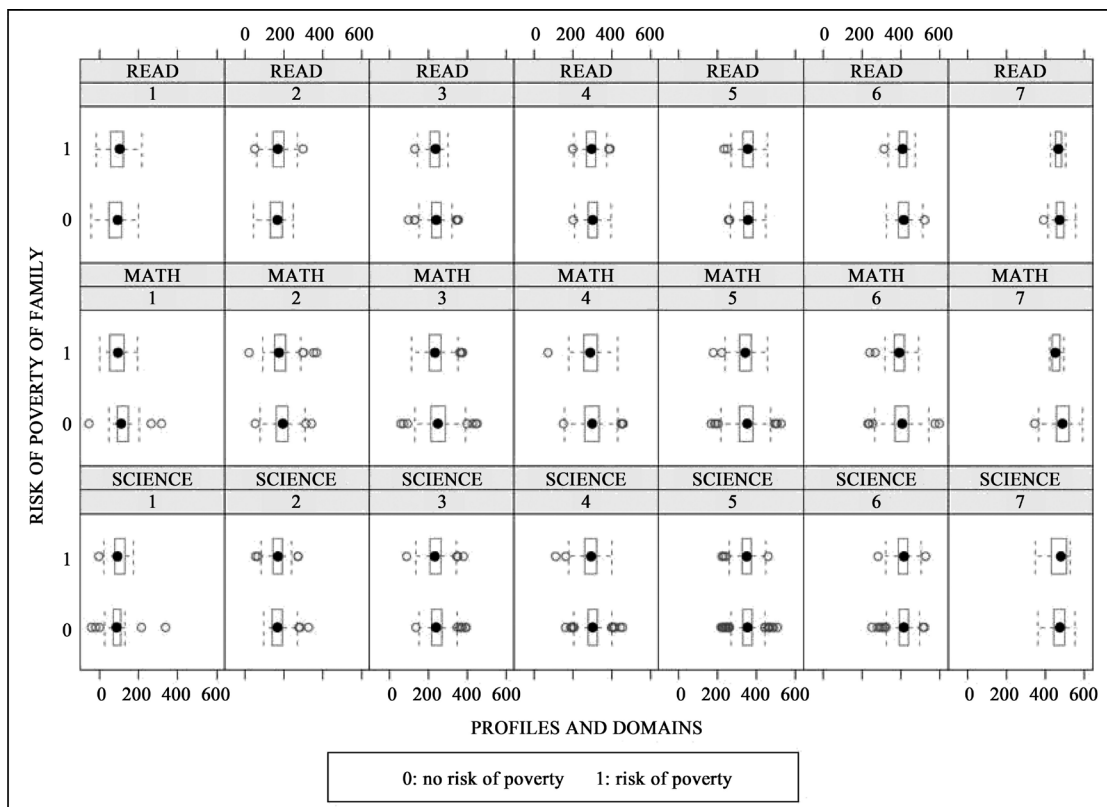 0 200 400 600 0 200 400 600 0 200 400 600
READ READ READ READ READ READ READ
1 2 3 4 5 6 7
1
0
MATH MATH MATH MATH MATH MATH MATH
1 2 3 4 5 6 7
1
0
SCIENCE SCIENCE SCIENCE SCIENCE SCIENCE SCIENCE SCIENCE
1 2 3 4 5 6 7
1
0
0 200 400 600 0 200 400 600 0 200 400 600 0 200 400 600
RISK OF POVERTY OF FAMILY
PROFILES AND DOMAINS
0: no risk of poverty 1: risk of poverty